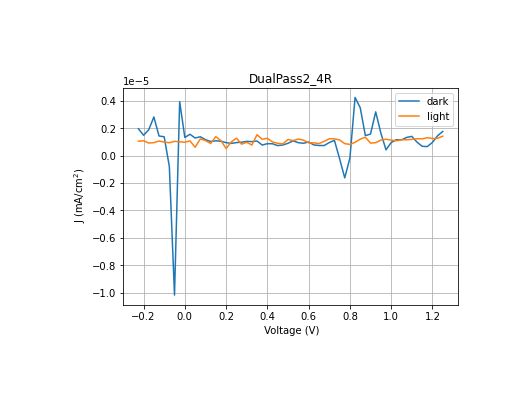 DualPass2_4R
1e−5
dark
light
0.4
0.2
0.0
−0.2
−0.4
−0.6
−0.8
−1.0
J (mA/cm²)
−0.2 0.0 0.2 0.4 0.6 0.8 1.0 1.2
Voltage (V)